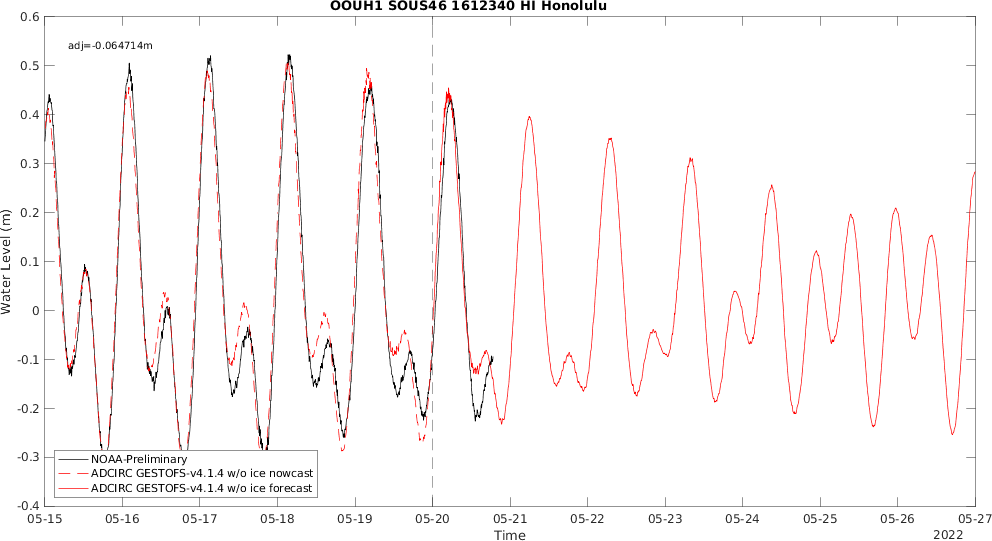 OOUH1 SOUS46 1612340 HI Honolulu
adj=-0.064714m
Water Level (m)
0.6
0.5
0.4
0.3
0.2
0.1
0
-0.1
-0.2
-0.3
-0.4
NOAA-Preliminary
ADCIRC GESTOFS-v4.1.4 w/o ice nowcast
ADCIRC GESTOFS-v4.1.4 w/o ice forecast
05-15 05-16 05-17 05-18 05-19 05-20 05-21 05-22 05-23 05-24 05-25 05-26 05-27
Time
2022